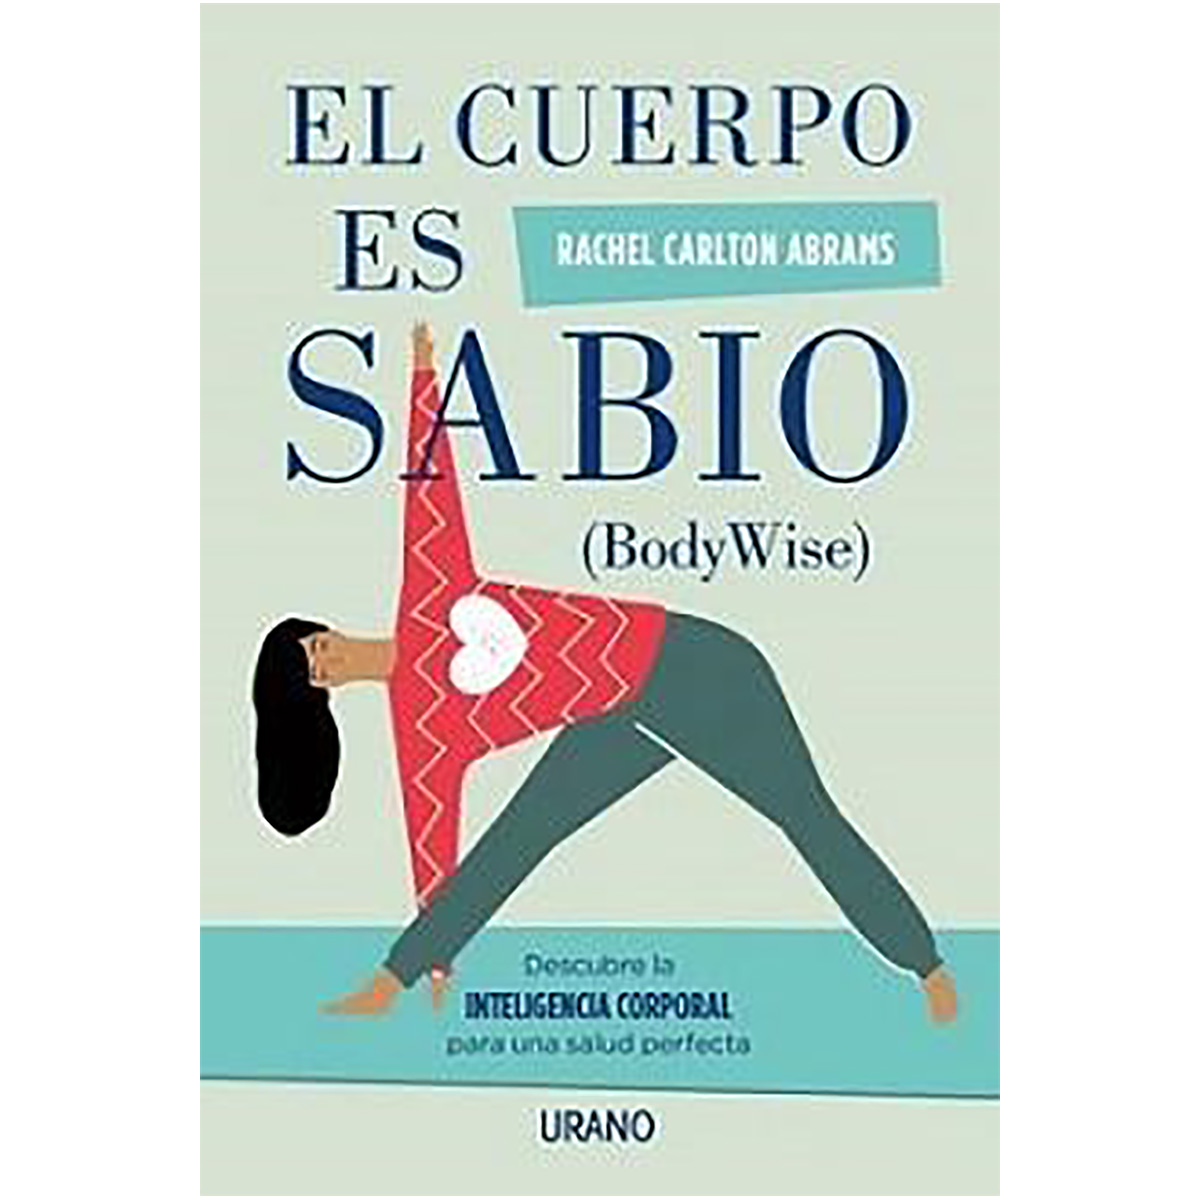 EL CUERPO
ES
RACHEL CARLTON ABRAMS
SABIO
(BodyWise)
Descubre la
INTELIGENCIA CORPORAL
para una salud perfecta
URANO